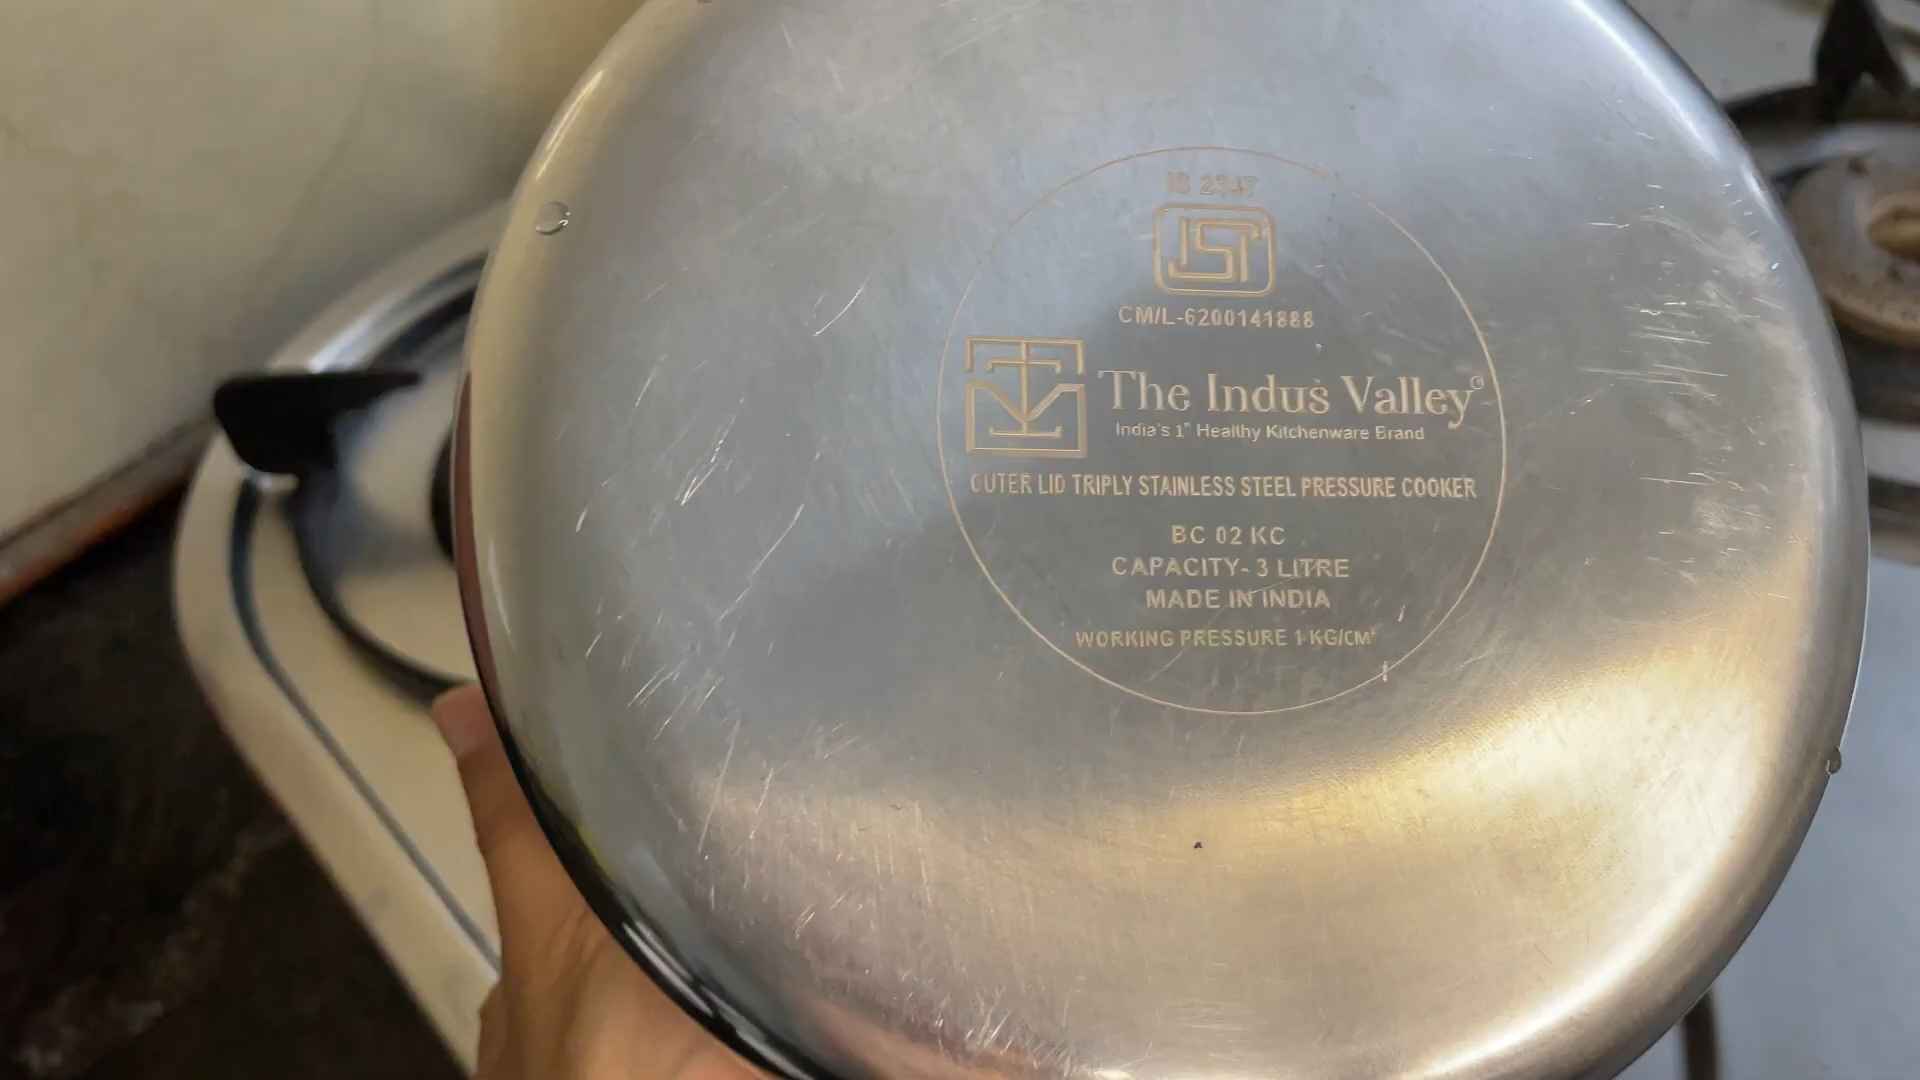 IS 2347
ISI
CM/L-6200141888
The Indus Valley®
India's 1st Healthy Kitchenware Brand
OUTER LID TRIPLY STAINLESS STEEL PRESSURE COOKER
BC 02 KC
CAPACITY- 3 LITRE
MADE IN INDIA
WORKING PRESSURE 1 KG/CM²